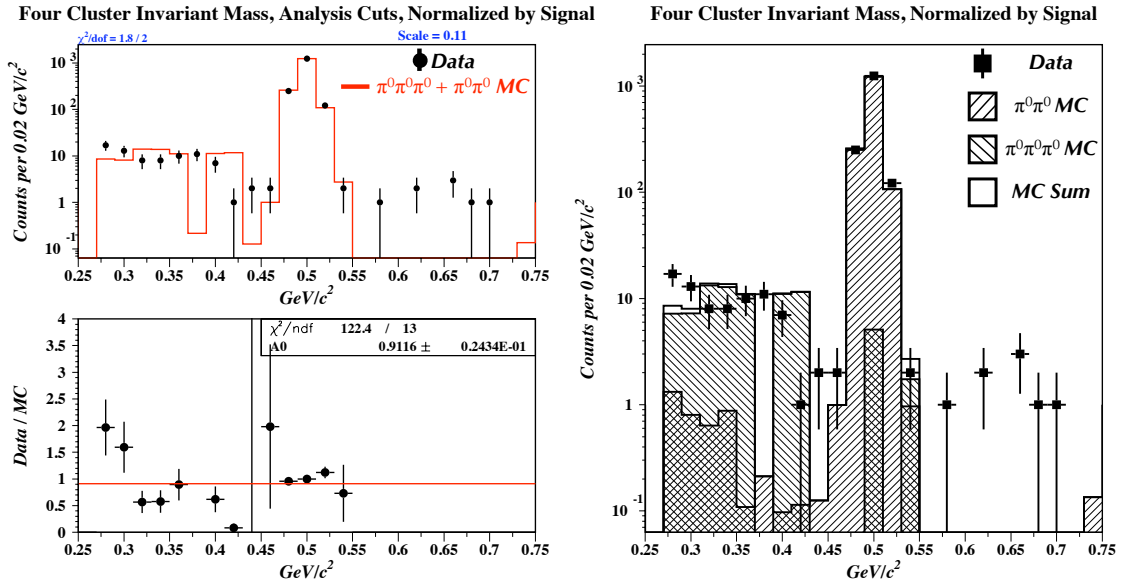 Four Cluster Invariant Mass, Analysis Cuts, Normalized by Signal
χ²/dof = 1.8 / 2
Scale = 0.11
Data
π⁰π⁰π⁰ + π⁰π⁰ MC
Counts per 0.02 GeV/c²
10³
10²
10
1
10⁻¹
0.25 0.3 0.35 0.4 0.45 0.5 0.55 0.6 0.65 0.7 0.75
GeV/c²
χ²/ndf 122.4 / 13
A0 0.9116 ± 0.2434E-01
Data / MC
4
3.5
3
2.5
2
1.5
1
0.5
0
0.25 0.3 0.35 0.4 0.45 0.5 0.55 0.6 0.65 0.7 0.75
GeV/c²
Four Cluster Invariant Mass, Normalized by Signal
Data
π⁰π⁰ MC
π⁰π⁰π⁰ MC
MC Sum
Counts per 0.02 GeV/c²
10³
10²
10
1
10⁻¹
0.25 0.3 0.35 0.4 0.45 0.5 0.55 0.6 0.65 0.7 0.75
GeV/c²